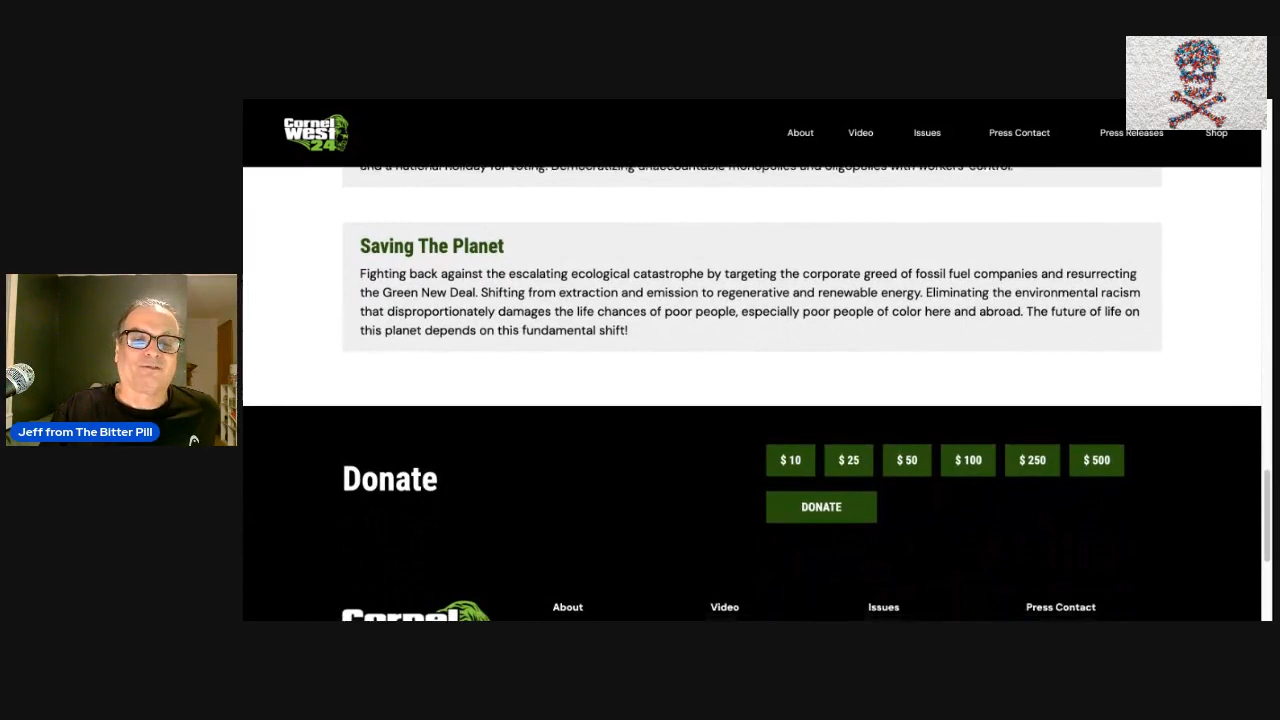 Cornel
West
24
About
Video
Issues
Press Contact
Press Releases
Shop
and a national holiday for voting. Democratizing unaccountable monopolies and oligopolies with workers' control.
Saving The Planet
Fighting back against the escalating ecological catastrophe by targeting the corporate greed of fossil fuel companies and resurrecting
the Green New Deal. Shifting from extraction and emission to regenerative and renewable energy. Eliminating the environmental racism
that disproportionately damages the life chances of poor people, especially poor people of color here and abroad. The future of life on
this planet depends on this fundamental shift!
Jeff from The Bitter Pill
Donate
$ 10
$ 25
$ 50
$ 100
$ 250
$ 500
DONATE
Cornel
About
Video
Issues
Press Contact